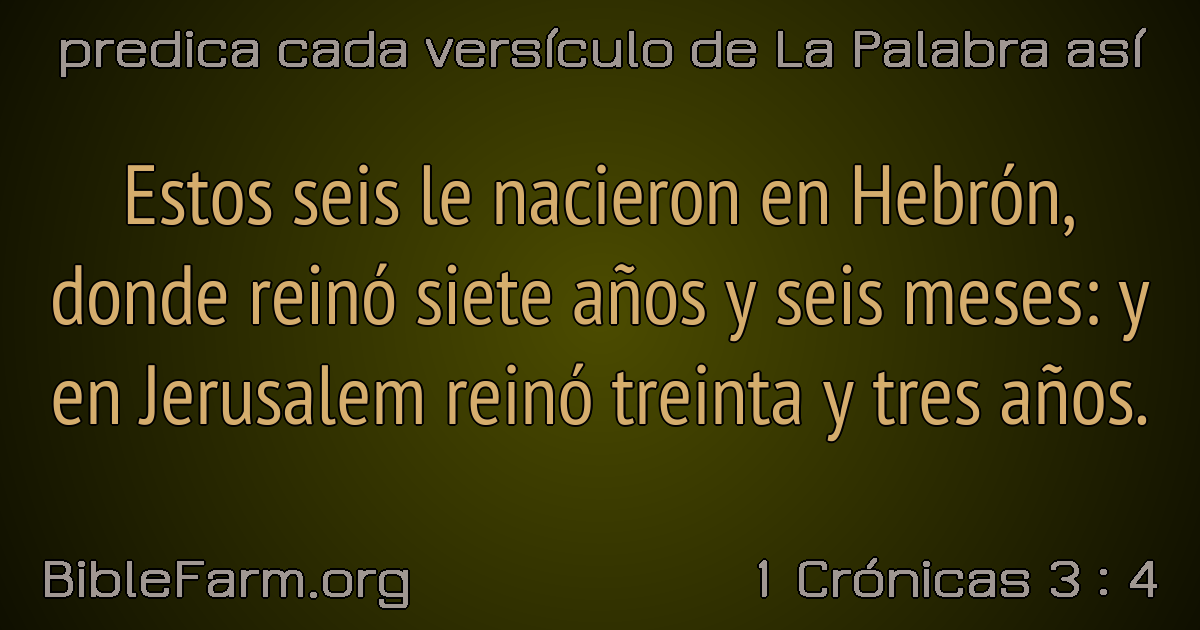 predica cada versículo de La Palabra así
Estos seis le nacieron en Hebrón,
donde reinó siete años y seis meses: y
en Jerusalem reinó treinta y tres años.
BibleFarm.org
1 Crónicas 3 : 4